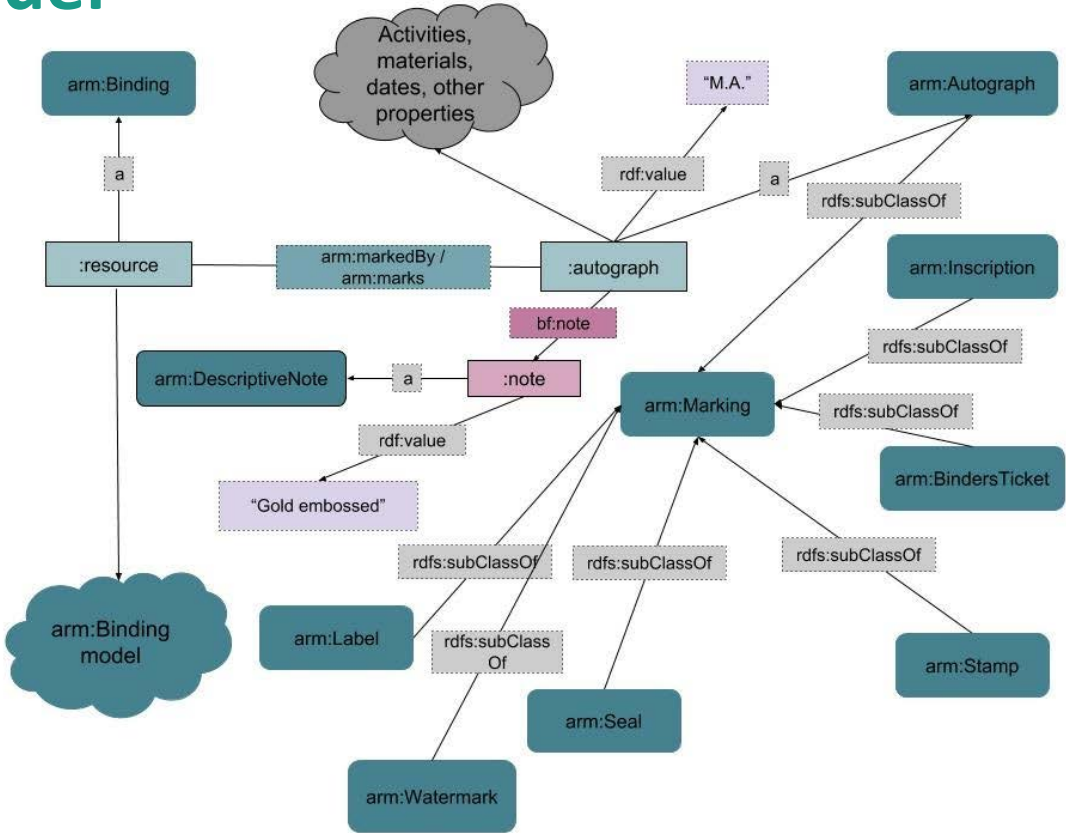 Activities,
materials,
dates, other
properties
arm:Binding
“M.A.”
arm:Autograph
a
rdf:value
a
rdfs:subClassOf
:resource
arm:markedBy /
arm:marks
:autograph
arm:Inscription
bf:note
rdfs:subClassOf
arm:DescriptiveNote
a
:note
arm:Marking
rdfs:subClassOf
rdf:value
arm:BindersTicket
“Gold embossed”
rdfs:subClassOf
rdfs:subClassOf
rdfs:subClassOf
arm:Binding
model
arm:Label
rdfs:subClass
Of
arm:Stamp
arm:Seal
arm:Watermark